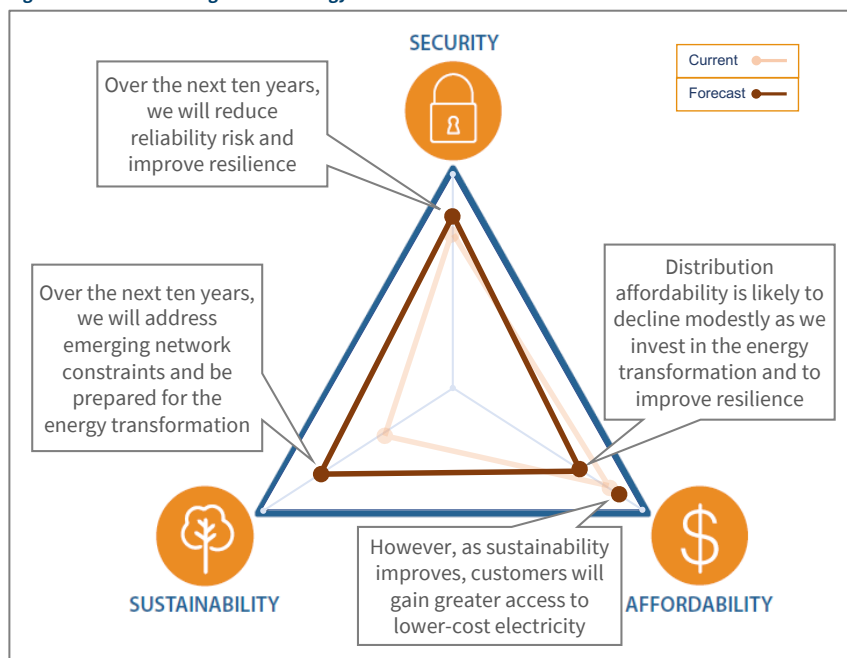 SECURITY
Current
Forecast
Over the next ten years,
we will reduce
reliability risk and
improve resilience
Over the next ten years,
we will address
emerging network
constraints and be
prepared for the
energy transformation
Distribution
affordability is likely to
decline modestly as we
invest in the energy
transformation and to
improve resilience
However, as sustainability
improves, customers will
gain greater access to
lower-cost electricity
SUSTAINABILITY
$
AFFORDABILITY